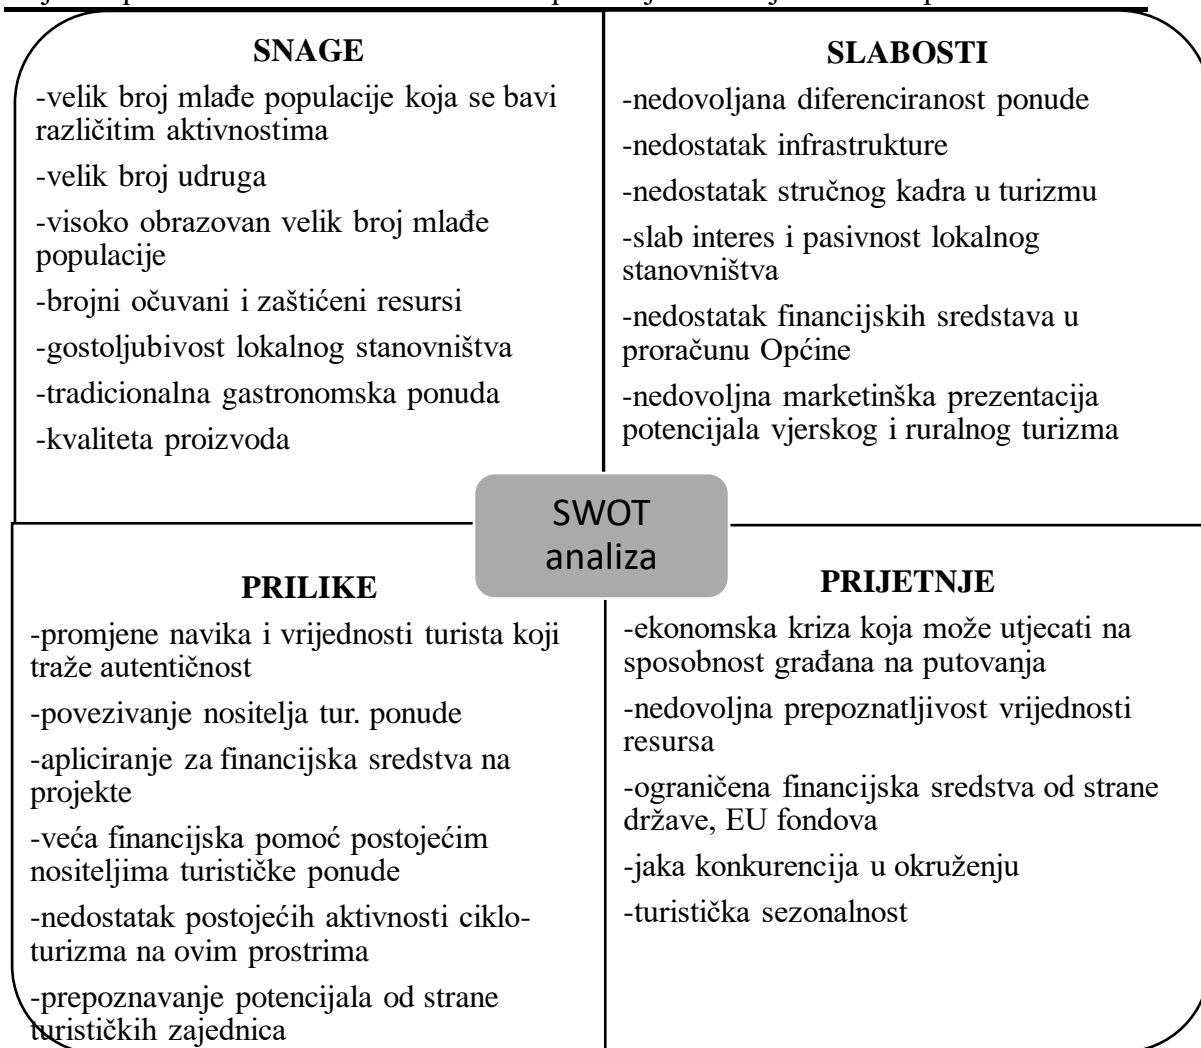 SNAGE
-velik broj mlađe populacije koja se bavi
različitim aktivnostima
-velik broj udruga
-visoko obrazovan velik broj mlađe
populacije
-brojni očuvani i zaštićeni resursi
-gostoljubivost lokalnog stanovništva
-tradicionalna gastronomska ponuda
-kvaliteta proizvoda
SLABOSTI
-nedovoljana diferenciranost ponude
-nedostatak infrastrukture
-nedostatak stručnog kadra u turizmu
-slab interes i pasivnost lokalnog
stanovništva
-nedostatak financijskih sredstava u
proračunu Općine
-nedovoljna marketinška prezentacija
potencijala vjerskog i ruralnog turizma
SWOT
analiza
PRILIKE
-promjene navika i vrijednosti turista koji
traže autentičnost
-povezivanje nositelja tur. ponude
-apliciranje za financijska sredstva na
projekte
-veća financijska pomoć postojećim
nositeljima turističke ponude
-nedostatak postojećih aktivnosti ciklo-
turizma na ovim prostrima
-prepoznavanje potencijala od strane
turističkih zajednica
PRIJETNJE
-ekonomska kriza koja može utjecati na
sposobnost građana na putovanja
-nedovoljna prepoznatljivost vrijednosti
resursa
-ograničena financijska sredstva od strane
države, EU fondova
-jaka konkurencija u okruženju
-turistička sezonalnost